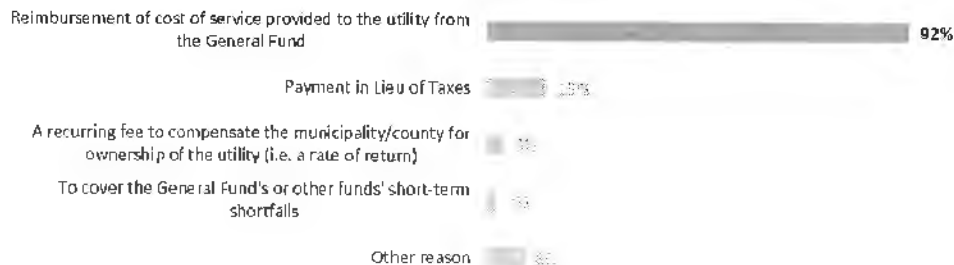 Reimbursement of cost of service provided to the utility from
the General Fund
92%
Payment in Lieu of Taxes
A recurring fee to compensate the municipality/county for
ownership of the utility (i.e. a rate of return)
To cover the General Fund's or other funds' short-term
shortfalls
Other reason